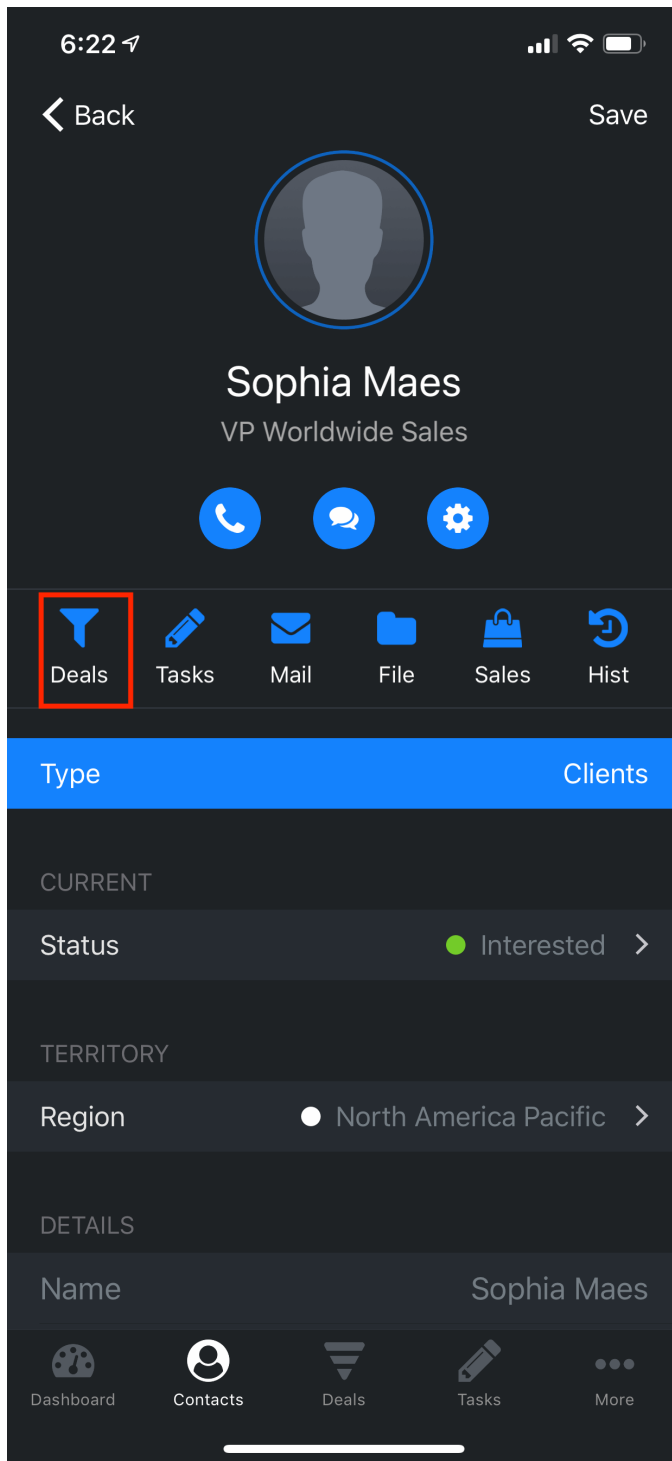 6:22
Back Save
Sophia Maes
VP Worldwide Sales
Deals Tasks Mail File Sales Hist
Type Clients
CURRENT
Status Interested
TERRITORY
Region North America Pacific
DETAILS
Name Sophia Maes
Dashboard Contacts Deals Tasks More